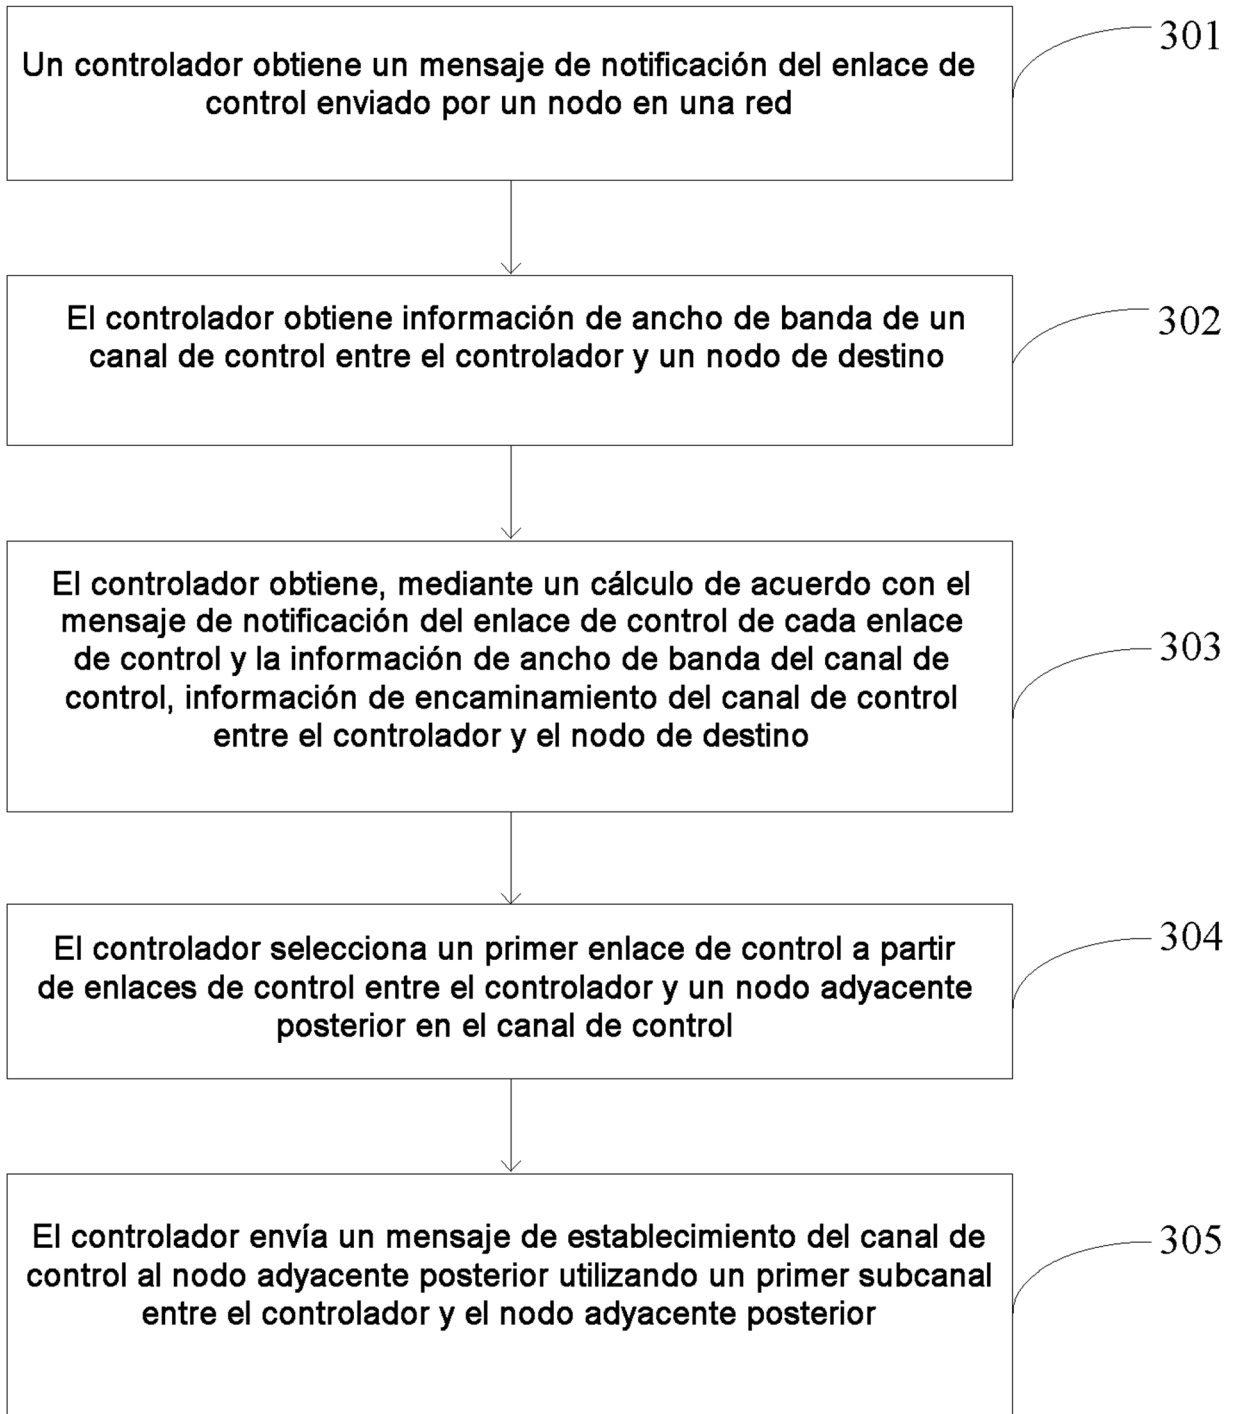 Un controlador obtiene un mensaje de notificación del enlace de
control enviado por un nodo en una red
301
El controlador obtiene información de ancho de banda de un
canal de control entre el controlador y un nodo de destino
302
El controlador obtiene, mediante un cálculo de acuerdo con el
mensaje de notificación del enlace de control de cada enlace
de control y la información de ancho de banda del canal de
control, información de encaminamiento del canal de control
entre el controlador y el nodo de destino
303
El controlador selecciona un primer enlace de control a partir
de enlaces de control entre el controlador y un nodo adyacente
posterior en el canal de control
304
El controlador envía un mensaje de establecimiento del canal de
control al nodo adyacente posterior utilizando un primer subcanal
entre el controlador y el nodo adyacente posterior
305